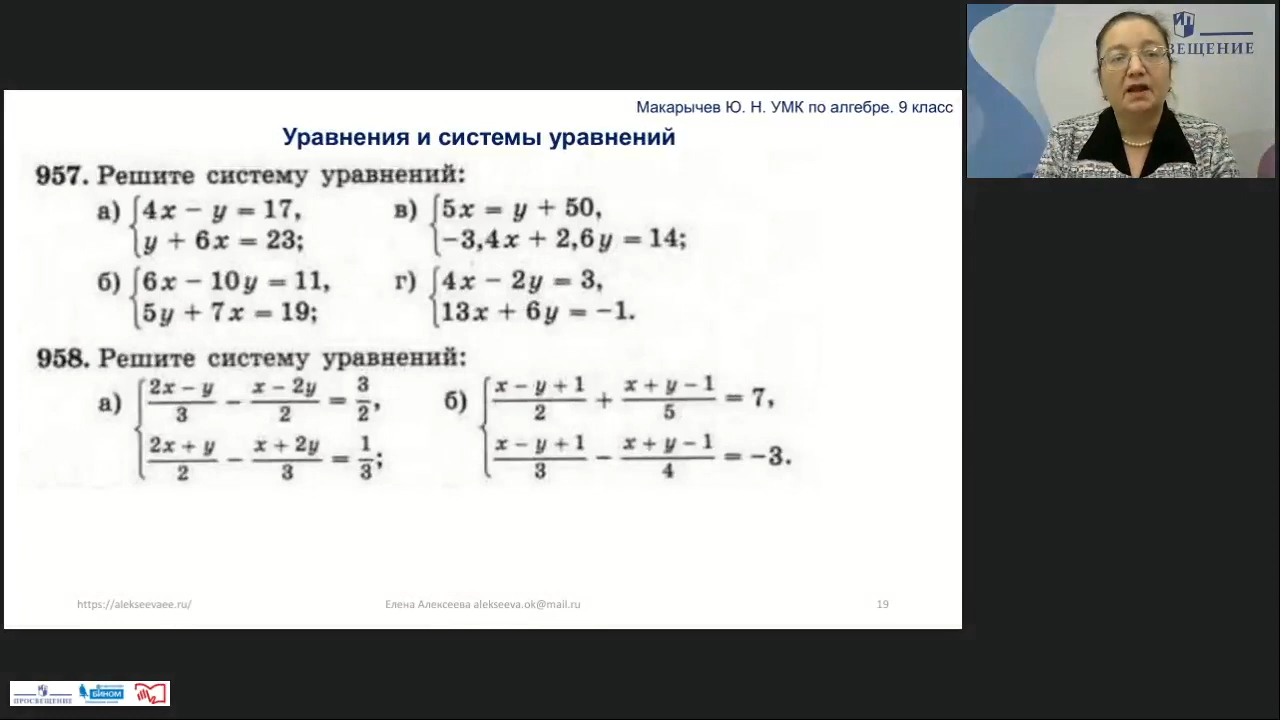 Макарычев Ю. Н. УМК по алгебре. 9 класс
Уравнения и системы уравнений
957. Решите систему уравнений:
а) {4x − y = 17,
y + 6x = 23;
в) {5x = y + 50,
−3,4x + 2,6y = 14;
б) {6x − 10y = 11,
5y + 7x = 19;
г) {4x − 2y = 3,
13x + 6y = −1.
958. Решите систему уравнений:
а) {(2x − y)/3 − (x − 2y)/2 = 3/2,
(2x + y)/2 − (x + 2y)/3 = 1/3;
б) {(x − y + 1)/2 + (x + y − 1)/5 = 7,
(x − y + 1)/3 − (x + y − 1)/4 = −3.
https://alekseevaee.ru/
Елена Алексеева alekseeva.ok@mail.ru
19
ВЕЩЕНИЕ
ПРОСВЕЩЕНИЕ
БИНОМ